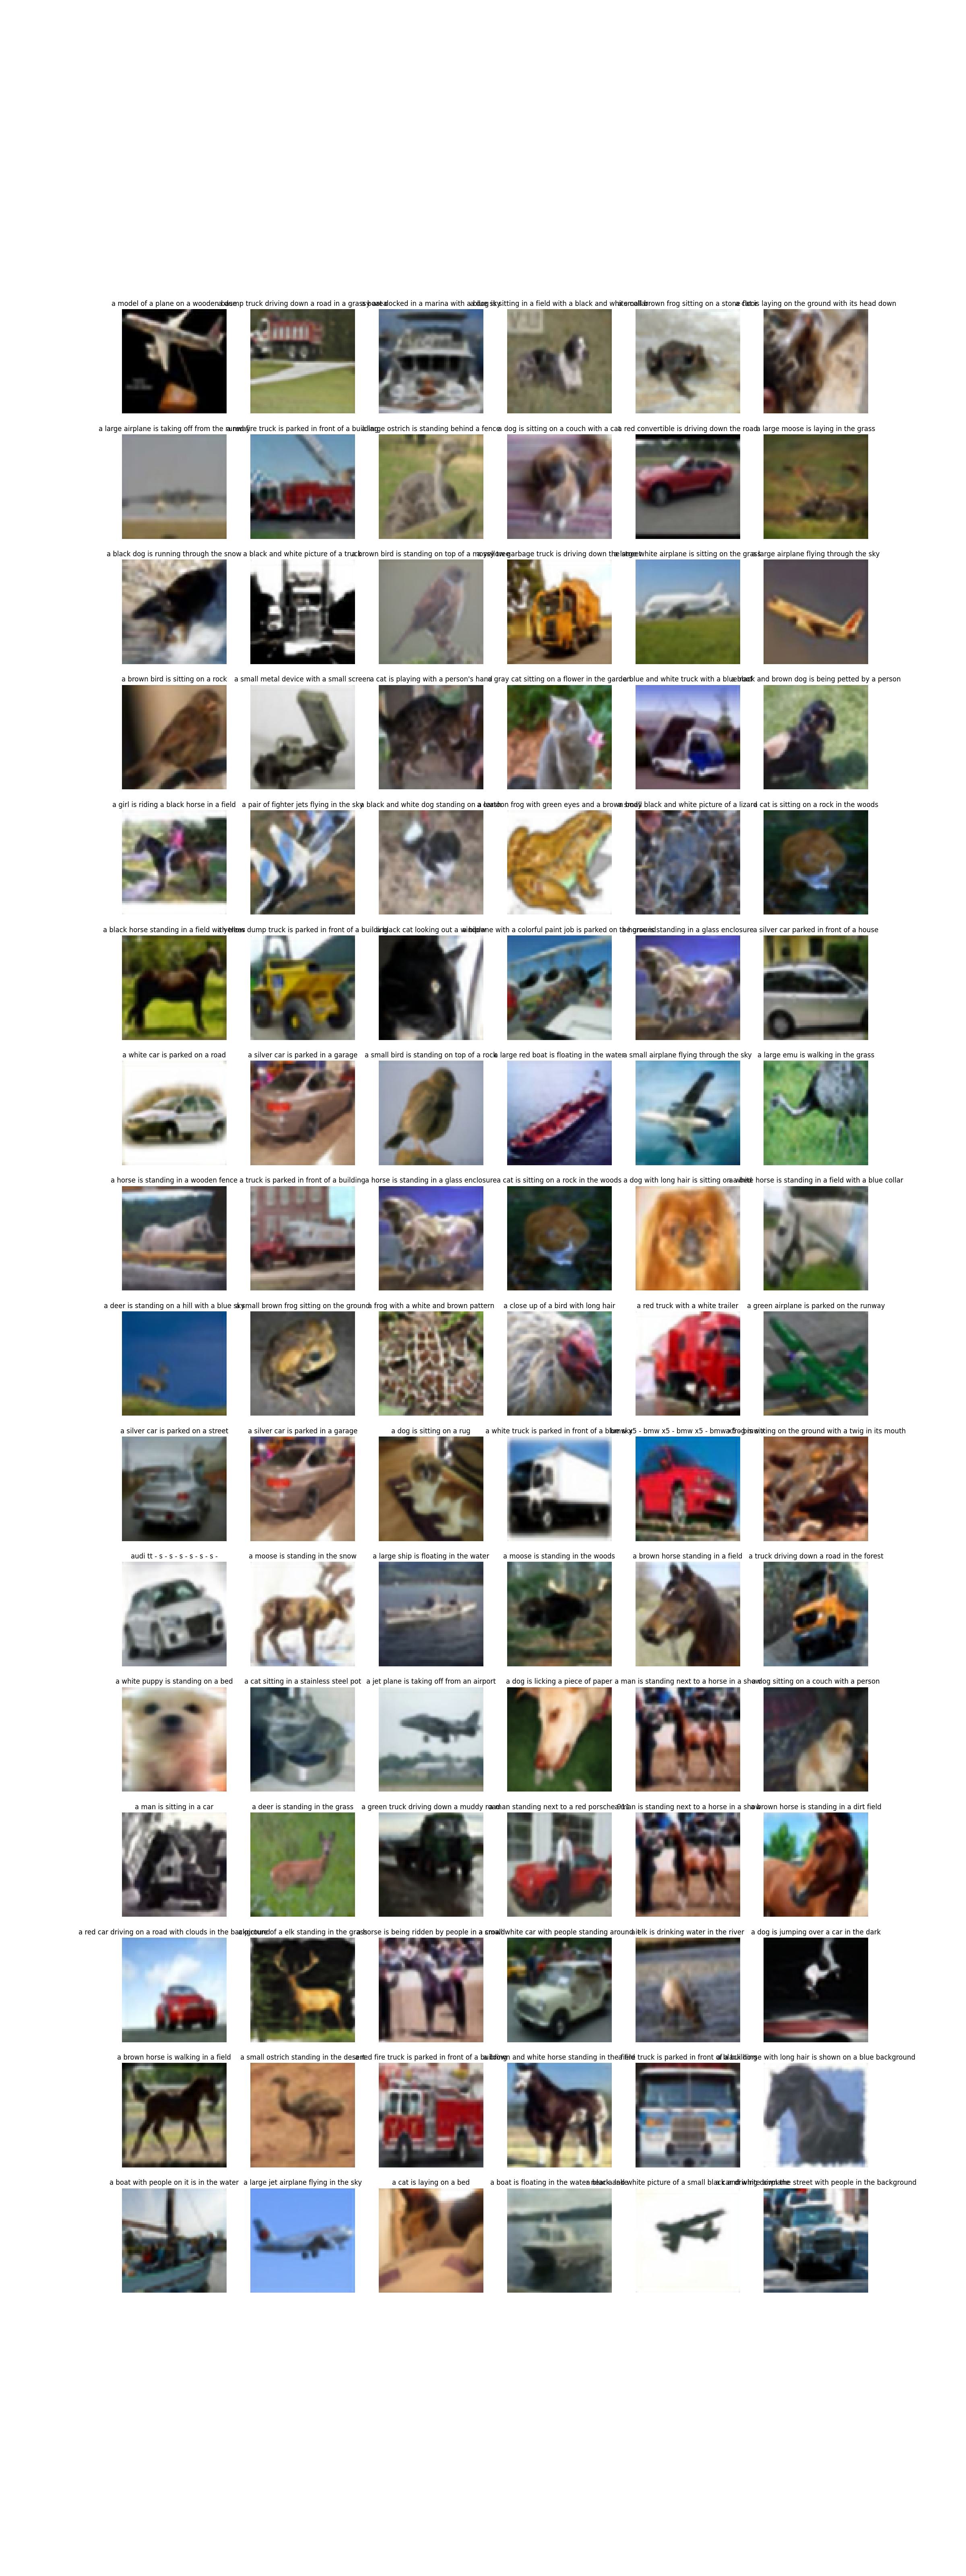 a model of a plane on a wooden base
dump truck driving down a road in a grassy area
a boat docked in a marina with a blue sky
a dog is sitting in a field with a black and white collar
a small brown frog sitting on a stone floor
a is laying on the ground with its head down
a large airplane is taking off from the runway
a red fire truck is parked in front of a building
a large ostrich is standing behind a fence
a dog is sitting on a couch with a cat
a red convertible is driving down the road
a large moose is laying in the grass
a black dog is running through the snow
a black and white picture of a truck
a brown bird is standing on top of a mossy tree
a yellow garbage truck is driving down the street
a large white airplane is sitting on the grass
a large airplane flying through the sky
a brown bird is sitting on a rock
a small metal device with a small screen
a cat is playing with a person's hand
a gray cat sitting on a flower in the garden
a blue and white truck with a blue
a black and brown dog is being petted by a person
a girl is riding a black horse in a field
a pair of fighter jets flying in the sky
a black and white dog standing on a
a cartoon frog with green eyes and a brown body
a black and white picture of a lizard
a cat is sitting on a rock in the woods
a black horse standing in a field with trees
a yellow dump truck is parked in front of a building
a black cat looking out a window
a biplane with a colorful paint job is parked on the ground
a horse is standing in a glass enclosure
a silver car parked in front of a house
a white car is parked on a road
a silver car is parked in a garage
a small bird is standing on top of a rock
a large red boat is floating in the water
a small airplane flying through the sky
a large emu is walking in the grass
a horse is standing in a wooden fence
a truck is parked in front of a building
a horse is standing in a glass enclosure
a cat is sitting on a rock in the woods
a dog with long hair is sitting on a
a white horse is standing in a field with a blue collar
a deer is standing on a hill with a blue sky
a small brown frog sitting on the ground
a frog with a white and brown pattern
a close up of a bird with long hair
a red truck with a white trailer
a green airplane is parked on the runway
a silver car is parked on a street
a silver car is parked in a garage
a dog is sitting on a rug
a white truck is parked in front of a blue sky
bmw x5 - bmw x5 - bmw x5 - bmw x5 - bmw x
a frog is sitting on the ground with a twig in its mouth
audi tt - s - s - s - s - s - s - s -
a moose is standing in the snow
a large ship is floating in the water
a moose is standing in the woods
a brown horse standing in a field
a truck driving down a road in the forest
a white puppy is standing on a bed
a cat sitting in a stainless steel pot
a jet plane is taking off from an airport
a dog is licking a piece of paper
a man is standing next to a horse in a show
a dog sitting on a couch with a person
a man is sitting in a car
a deer is standing in the grass
a green truck driving down a muddy road
a man standing next to a red porsche 911
a man is standing next to a horse in a show
a brown horse is standing in a dirt field
a red car driving on a road with clouds in the background
a picture of a elk standing in the grass
a horse is being ridden by people in a crowd
a small white car with people standing around it
a elk is drinking water in the river
a dog is jumping over a car in the dark
a brown horse is walking in a field
a small ostrich standing in the desert
a red fire truck is parked in front of a building
a brown and white horse standing in the field
a fire truck is parked in front of a building
a black horse with long hair is shown on a blue background
a boat with people on it is in the water
a large jet airplane flying in the sky
a cat is laying on a bed
a boat is floating in the water near a
a black and white picture of a small black and white airplane
a car driving down the street with people in the background